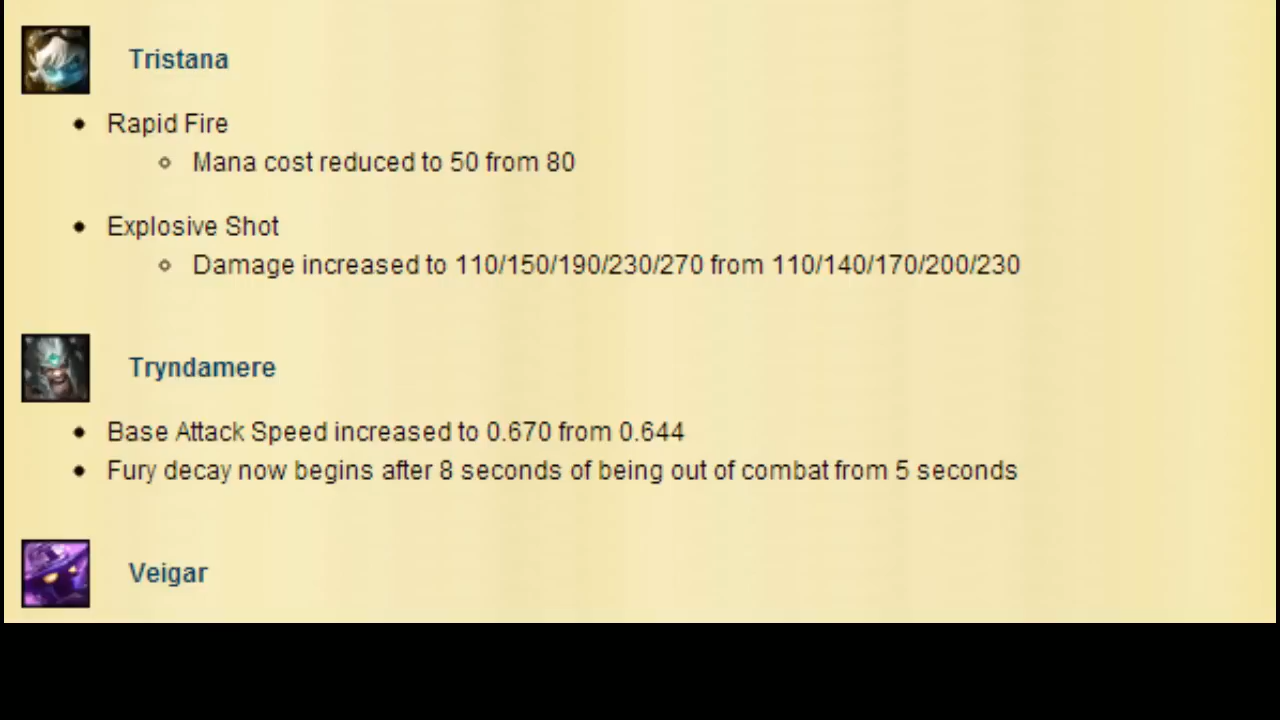 Tristana
Rapid Fire
Mana cost reduced to 50 from 80
Explosive Shot
Damage increased to 110/150/190/230/270 from 110/140/170/200/230
Tryndamere
Base Attack Speed increased to 0.670 from 0.644
Fury decay now begins after 8 seconds of being out of combat from 5 seconds
Veigar